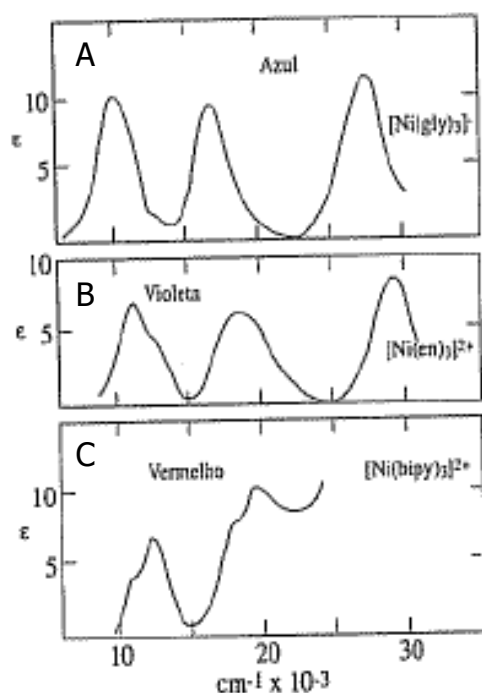 A
Azul
10
[Ni(gly)₃]⁻
ε
5
10
B
Violeta
ε
5
[Ni(en)₃]²⁺
C
Vermelho
[Ni(bipy)₃]²⁺
10
ε
5
10
20
30
cm⁻¹ x 10⁻³